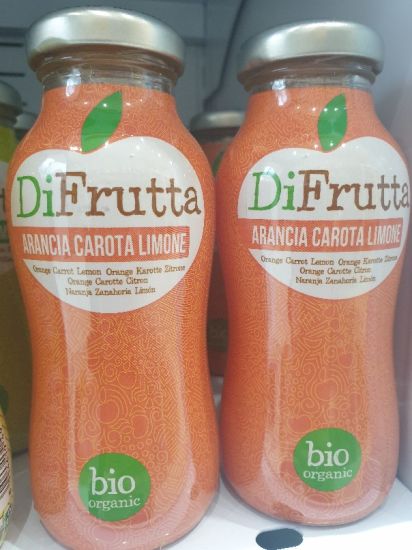 DiFrutta
ARANCIA CAROTA LIMONE
Orange Carrot Lemon Orange Karotte Zitrone
Orange Carotte Citron
Naranja Zanahoria Limón
bio
organic
DiFrutta
ARANCIA CAROTA LIMONE
Orange Carrot Lemon Orange Karotte Zitrone
Orange Carotte Citron
Naranja Zanahoria Limón
bio
organic